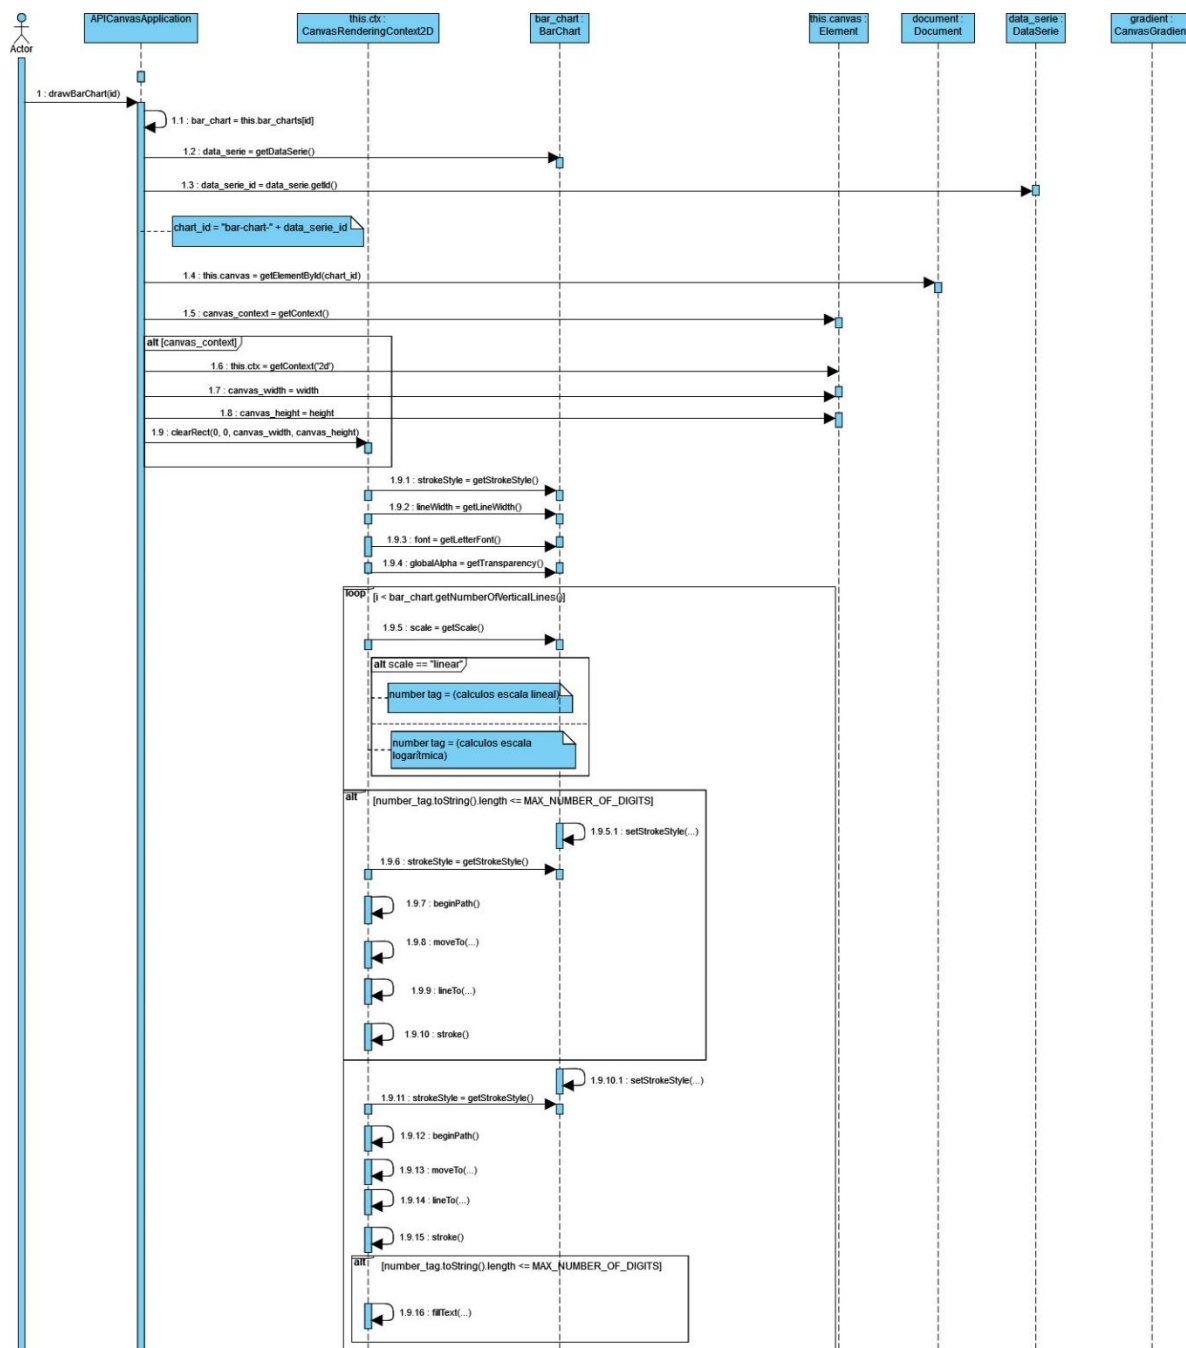 Actor
APICanvasApplication
this.ctx :
CanvasRenderingContext2D
bar_chart :
BarChart
this.canvas :
Element
document :
Document
data_serie :
DataSerie
gradient :
CanvasGradien
1 : drawBarChart(id)
1.1 : bar_chart = this.bar_charts[id]
1.2 : data_serie = getDataSerie()
1.3 : data_serie_id = data_serie.getId()
chart_id = "bar-chart-" + data_serie_id
1.4 : this.canvas = getElementById(chart_id)
1.5 : canvas_context = getContext()
alt [canvas_context]
1.6 : this.ctx = getContext("2d")
1.7 : canvas_width = width
1.8 : canvas_height = height
1.9 : clearRect(0, 0, canvas_width, canvas_height)
1.9.1 : strokeStyle = getStrokeStyle()
1.9.2 : lineWidth = getLineWidth()
1.9.3 : font = getLetterFont()
1.9.4 : globalAlpha = getTransparency()
loop [i < bar_chart.getNumberOfVerticalLines()]
1.9.5 : scale = getScale()
alt scale == "linear"
number tag = (calculos escala lineal)
number tag = (calculos escala
logarítmica)
alt [number_tag.toString().length <= MAX_NUMBER_OF_DIGITS]
1.9.5.1 : setStrokeStyle(...)
1.9.6 : strokeStyle = getStrokeStyle()
1.9.7 : beginPath()
1.9.8 : moveTo(...)
1.9.9 : lineTo(...)
1.9.10 : stroke()
1.9.10.1 : setStrokeStyle(...)
1.9.11 : strokeStyle = getStrokeStyle()
1.9.12 : beginPath()
1.9.13 : moveTo(...)
1.9.14 : lineTo(...)
1.9.15 : stroke()
alt [number_tag.toString().length <= MAX_NUMBER_OF_DIGITS]
1.9.16 : fillText(...)